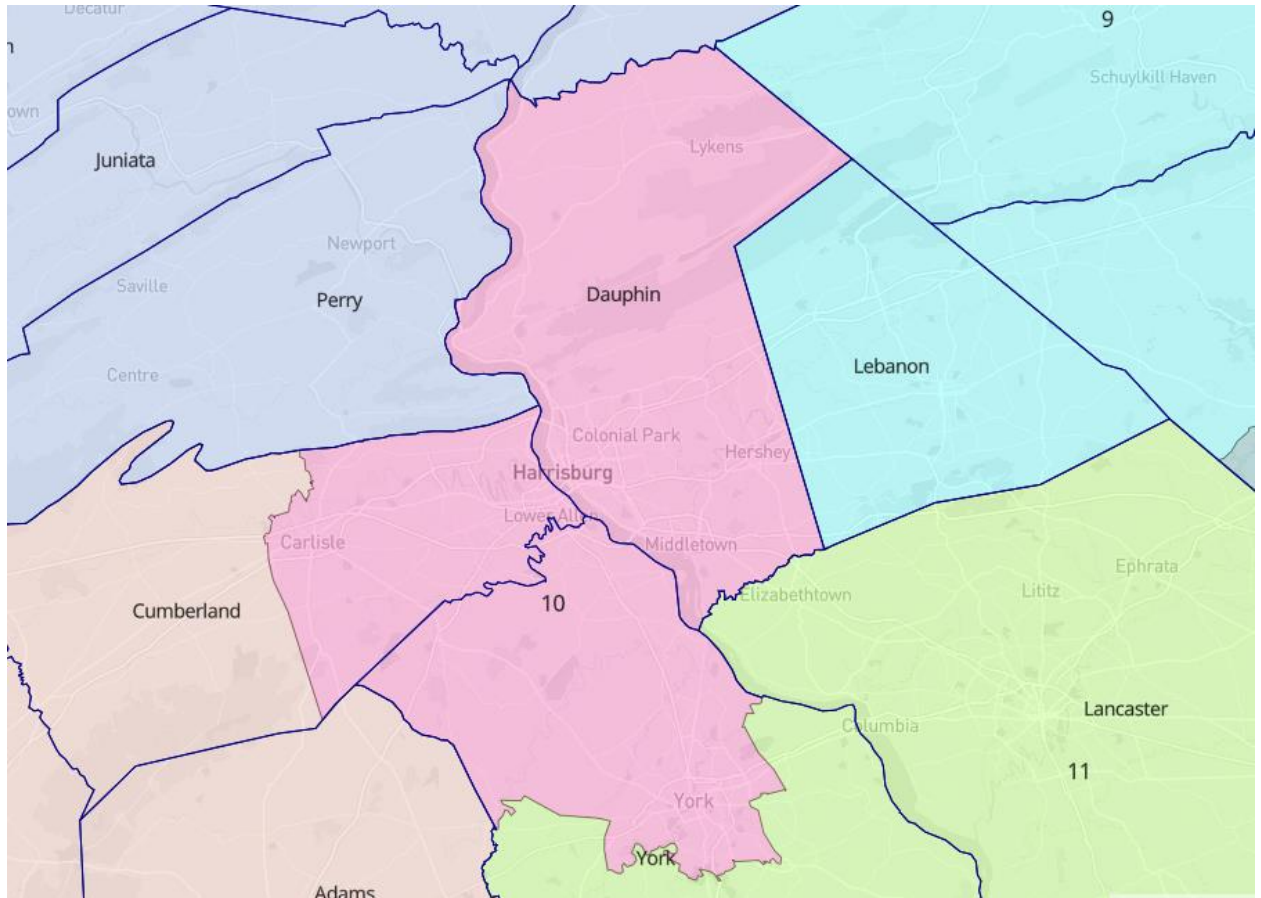 Decatur
9
n
Schuylkill Haven
own
Juniata
Lykens
Newport
Saville
Perry
Dauphin
Centre
Lebanon
Colonial Park
Hershey
Harrisburg
Lower Allen
Carlisle
Middletown
Ephrata
Elizabethtown
Lititz
Cumberland
10
Lancaster
Columbia
11
York
York
Adams